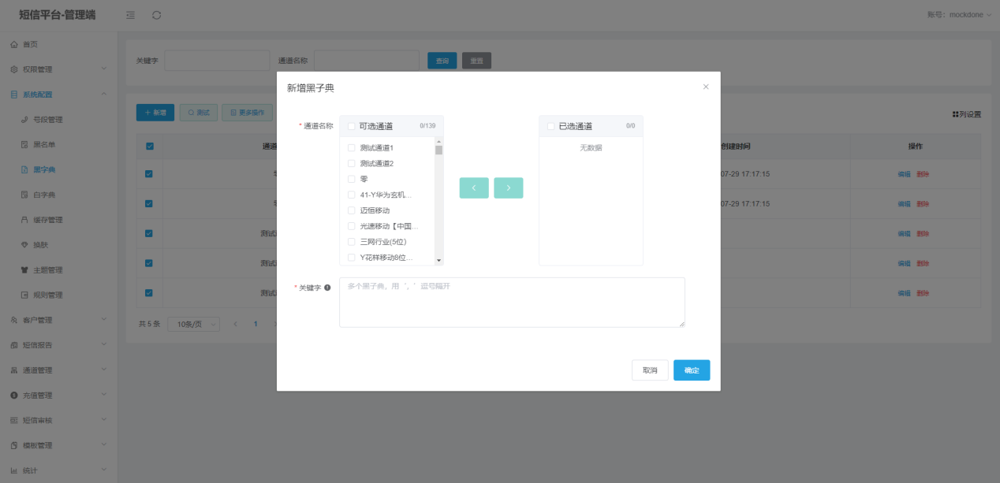 短信平台-管理端
账号：mockdone
首页
权限管理
系统配置
号段管理
黑名单
黑字典
白字典
缓存管理
换肤
主题管理
规则管理
客户管理
短信报告
通道管理
充值管理
短信审核
模板管理
统计
关键字
通道名称
查询
重置
+ 新增
测试
更多操作
列设置
通道
创建时间
操作
07-29 17:17:15
编辑 删除
07-29 17:17:15
编辑 删除
测试
编辑 删除
测试
编辑 删除
测试
编辑 删除
共 5 条
10条/页
1
新增黑子典
* 通道名称
可选通道
0/139
测试通道1
测试通道2
零
41-Y华为玄机...
迈恒移动
光速移动【中国...
三网行业(5位)
Y花样移动8位...
已选通道
0/0
无数据
* 关键字
多个黑子典，用‘，’逗号隔开
取消
确定